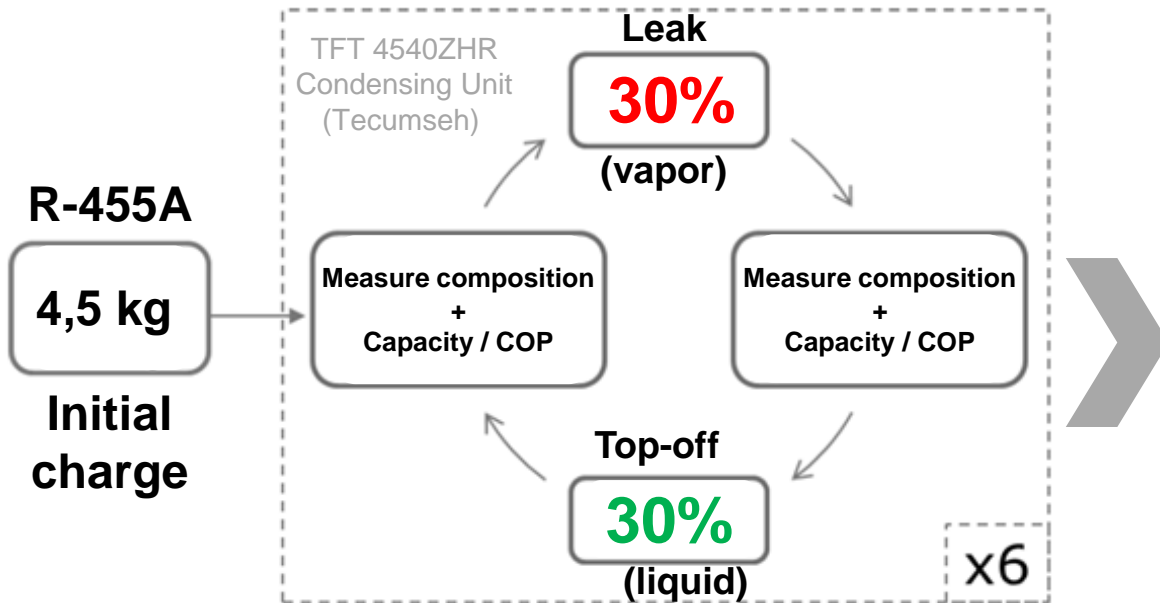 TFT 4540ZHR
Condensing Unit
(Tecumseh)
Leak
30%
(vapor)
R-455A
4,5 kg
Initial
charge
Measure composition
+
Capacity / COP
Measure composition
+
Capacity / COP
Top-off
30%
(liquid)
x6